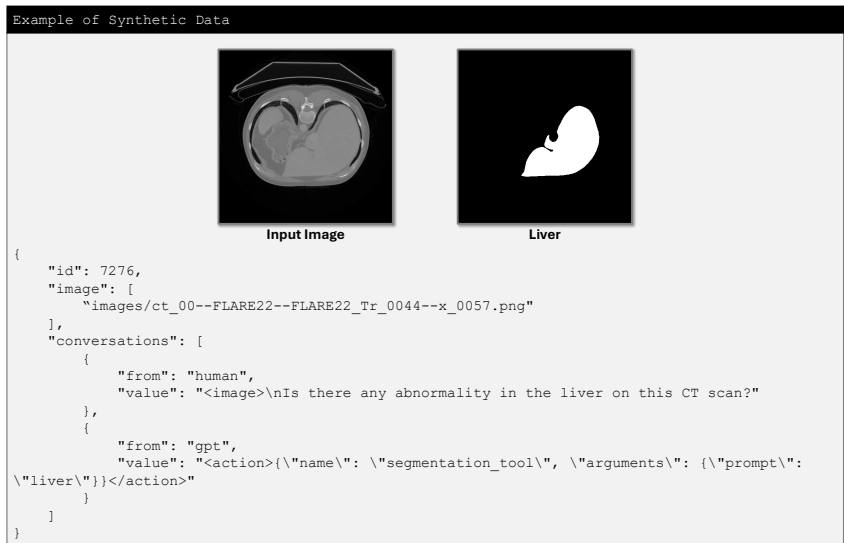 Example of Synthetic Data
Input Image
Liver
{
    "id": 7276,
    "image": [
        “images/ct_00--FLARE22--FLARE22_Tr_0044--x_0057.png"
    ],
    "conversations": [
        {
            "from": "human",
            "value": "<image>\nIs there any abnormality in the liver on this CT scan?"
        },
        {
            "from": "gpt",
            "value": "<action>{\"name\": \"segmentation_tool\", \"arguments\": {\"prompt\":
\"liver\"}}</action>"
        }
    ]
}